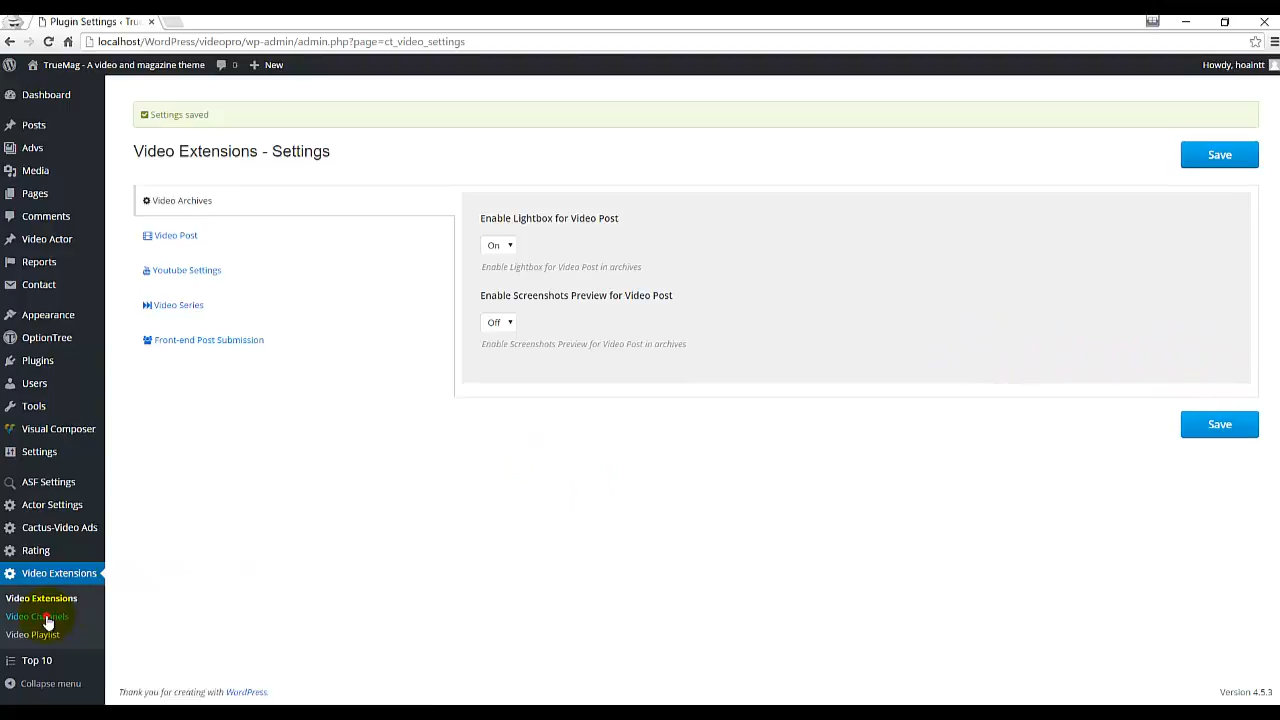 Plugin Settings ‹ Tru
localhost/WordPress/videopro/wp-admin/admin.php?page=ct_video_settings
TrueMag - A video and magazine theme 0 + New Howdy, hoaintt
Dashboard
Posts
Advs
Media
Pages
Comments
Video Actor
Reports
Contact
Appearance
OptionTree
Plugins
Users
Tools
Visual Composer
Settings
ASF Settings
Actor Settings
Cactus-Video Ads
Rating
Video Extensions
Video Extensions
Video Channels
Video Playlist
Top 10
Collapse menu
Settings saved
Video Extensions - Settings
Save
Video Archives
Video Post
Youtube Settings
Video Series
Front-end Post Submission
Enable Lightbox for Video Post
On
Enable Lightbox for Video Post in archives
Enable Screenshots Preview for Video Post
Off
Enable Screenshots Preview for Video Post in archives
Save
Thank you for creating with WordPress.
Version 4.5.3